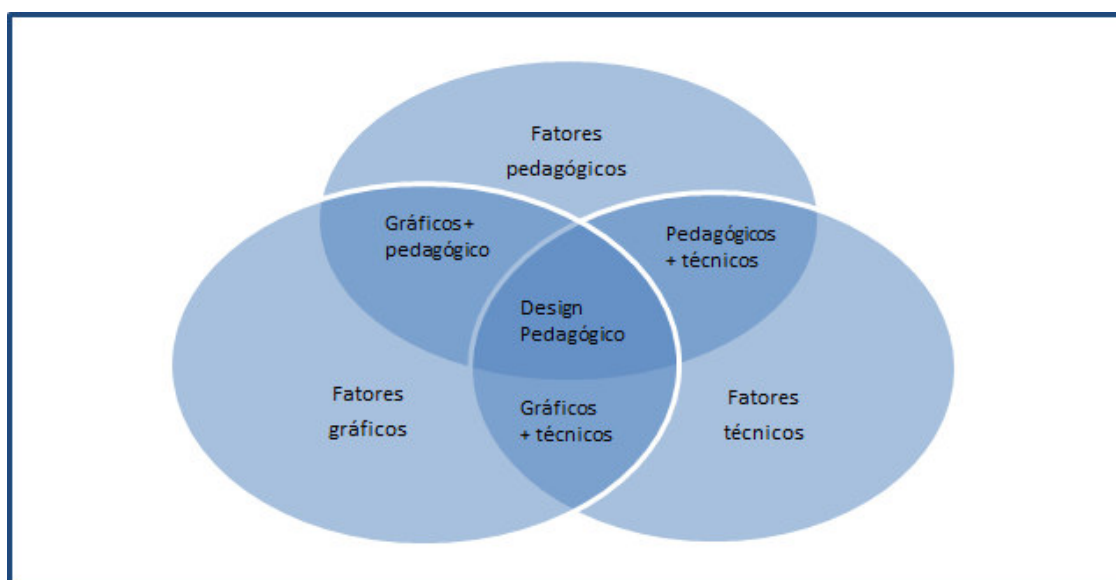 Fatores
pedagógicos
Gráficos+
pedagógico
Pedagógicos
+ técnicos
Design
Pedagógico
Fatores
gráficos
Gráficos
+ técnicos
Fatores
técnicos